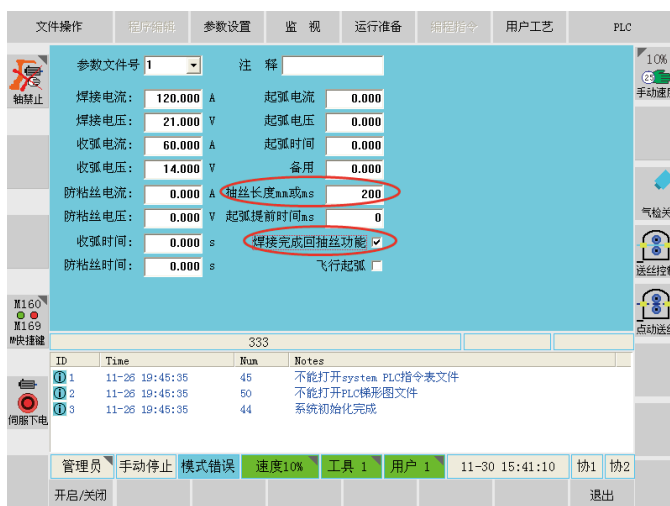 文件操作 程序编辑 参数设置 监 视 运行准备 编程指令 用户工艺 PLC
参数文件号 1 注 释
轴禁止
10%
手动速度
焊接电流: 120.000 A 起弧电流 0.000
焊接电压: 21.000 V 起弧电压 0.000
收弧电流: 60.000 A 起弧时间 0.000
收弧电压: 14.000 V 备用 0.000
防粘丝电流: 0.000 A 抽丝长度mm或ms 200
防粘丝电压: 0.000 V 起弧提前时间ms 0
气检关
收弧时间: 0.000 s 焊接完成回抽丝功能
防粘丝时间: 0.000 s 飞行起弧
送丝控制
M160
M169
M快捷键
点动送丝
333
ID Time Num Notes
1 11-26 19:45:35 45 不能打开system PLC指令表文件
2 11-26 19:45:35 50 不能打开PLC梯形图文件
3 11-26 19:45:35 44 系统初始化完成
伺服下电
管理员 手动停止 模式错误 速度10% 工具 1 用户 1 11-30 15:41:10 协1 协2
开启/关闭 退出